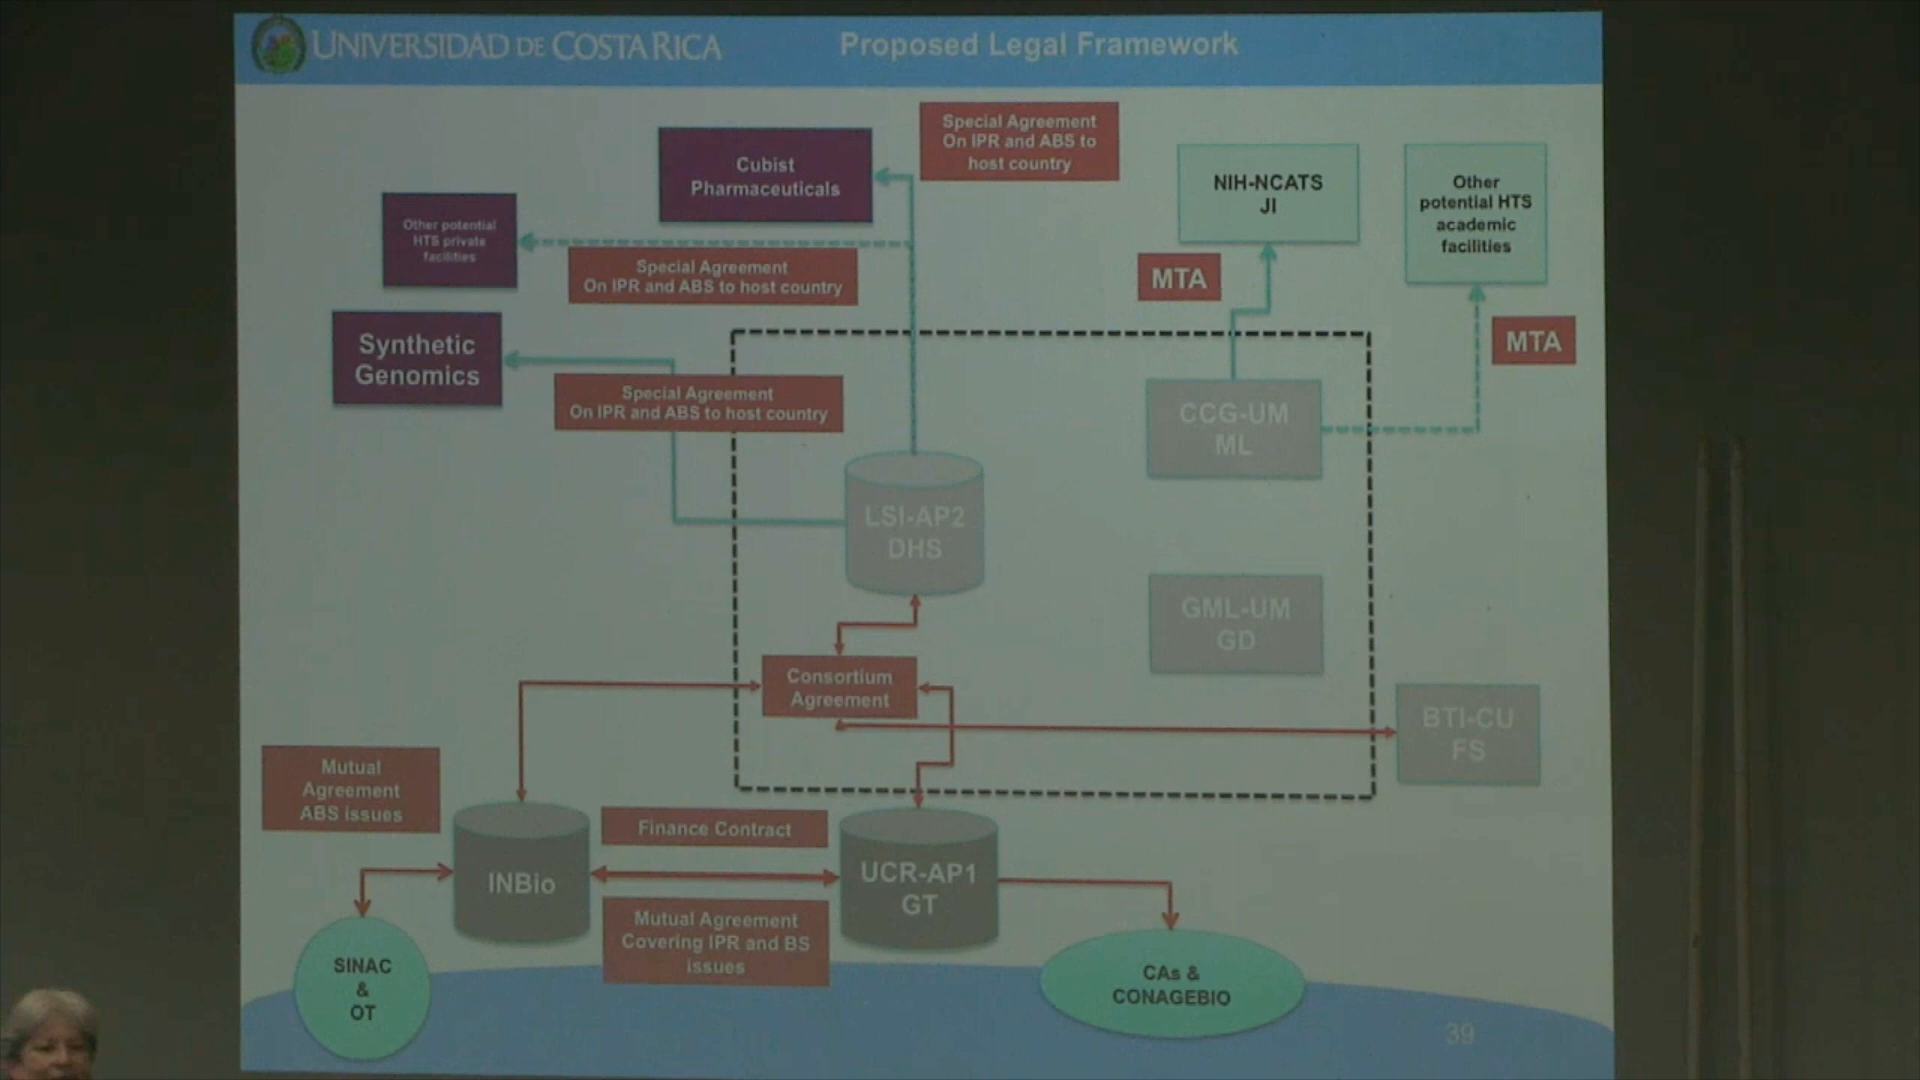 UNIVERSIDAD DE COSTA RICA
Proposed Legal Framework
Special Agreement
On IPR and ABS to
host country
Cubist
Pharmaceuticals
NIH-NCATS
JI
Other
potential HTS
academic
facilities
Other potential
HTS private
facilities
Special Agreement
On IPR and ABS to host country
MTA
MTA
Synthetic
Genomics
Special Agreement
On IPR and ABS to host country
CCG-UM
ML
LSI-AP2
DHS
GML-UM
GD
Consortium
Agreement
BTI-CU
FS
Mutual
Agreement
ABS issues
Finance Contract
INBio
UCR-AP1
GT
Mutual Agreement
Covering IPR and BS
issues
SINAC
&
OT
CAs &
CONAGEBIO
39